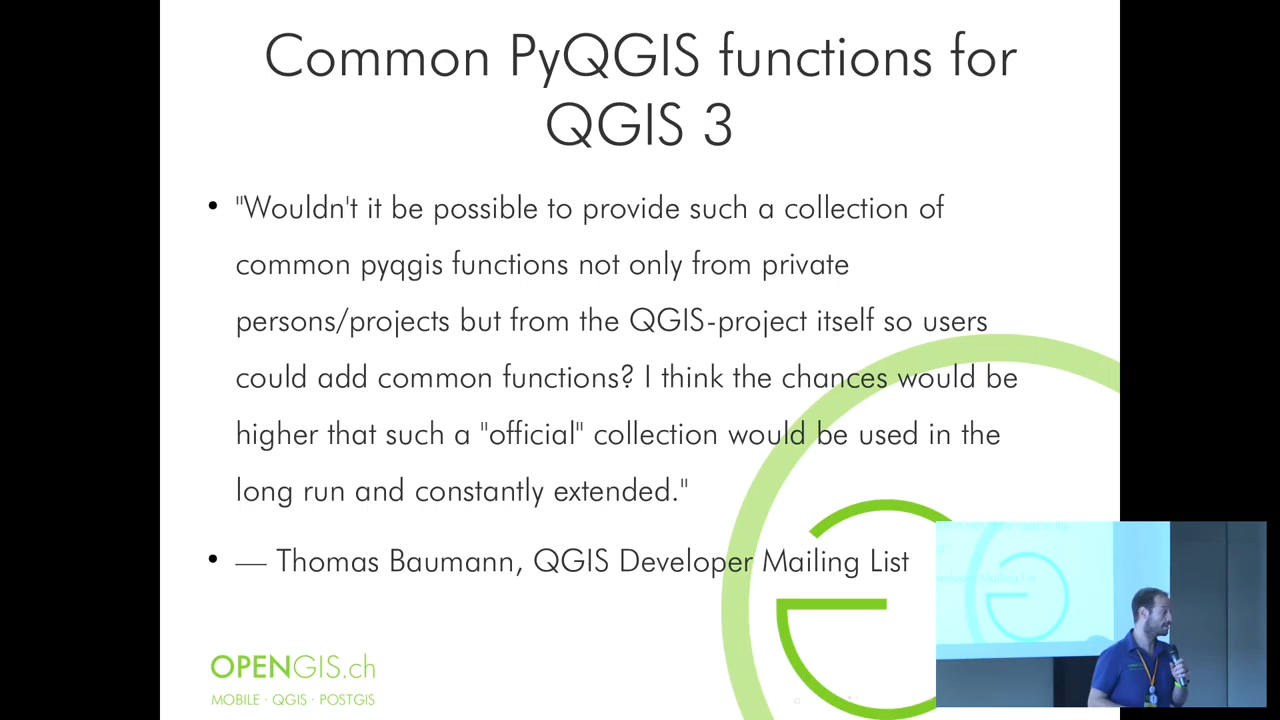 Common PyQGIS functions for
QGIS 3
• "Wouldn't it be possible to provide such a collection of
common pyqgis functions not only from private
persons/projects but from the QGIS-project itself so users
could add common functions? I think the chances would be
higher that such a "official" collection would be used in the
long run and constantly extended."
• — Thomas Baumann, QGIS Developer Mailing List
OPENGIS.ch
MOBILE · QGIS · POSTGIS